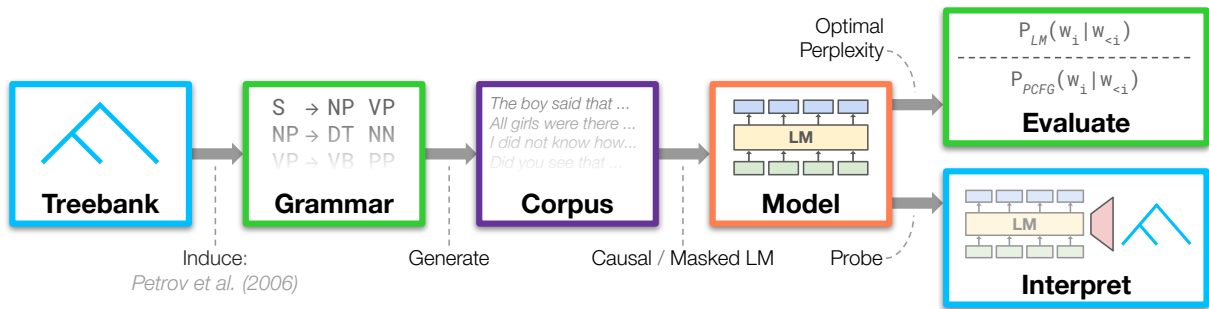 S → NP VP
NP → DT NN
VP → VB PP
The boy said that ...
All girls were there ...
I did not know how...
Did you see that ...
LM
Optimal
Perplexity
P_LM(w_i|w_<i)
P_PCFG(w_i|w_<i)
Evaluate
Treebank
Grammar
Corpus
Model
Induce:
Petrov et al. (2006)
Generate
Causal / Masked LM
Probe
LM
Interpret